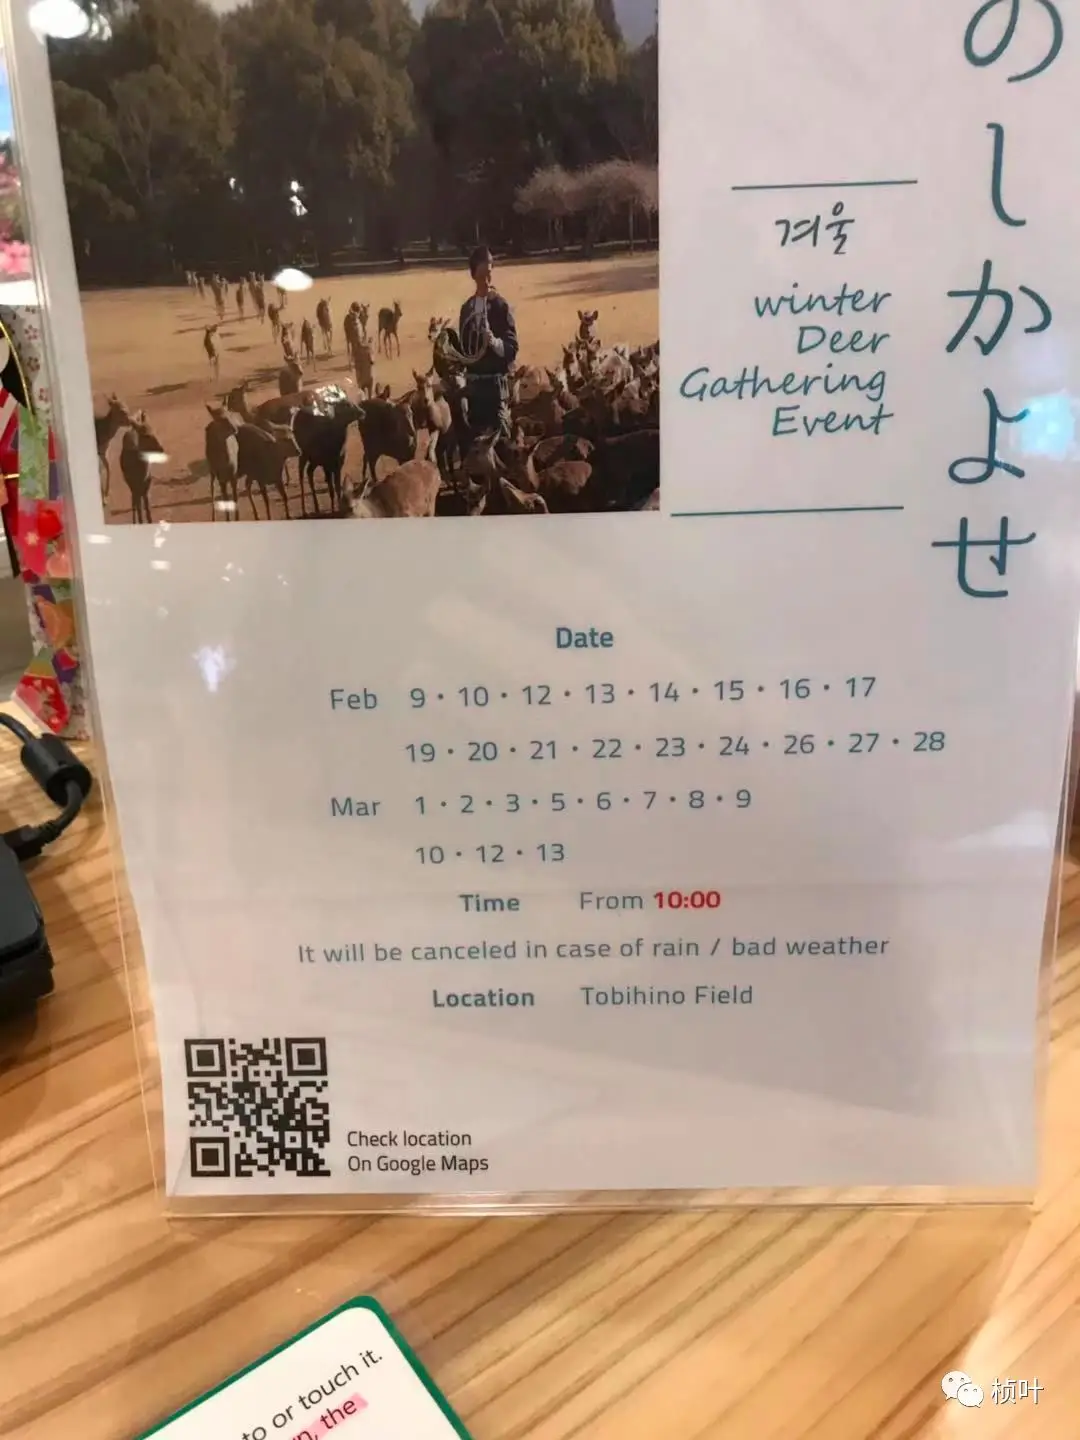 のしかよせ
겨울
winter
Deer
Gathering
Event
Date
Feb 9・10・12・13・14・15・16・17
19・20・21・22・23・24・26・27・28
Mar 1・2・3・5・6・7・8・9
10・12・13
Time From 10:00
It will be canceled in case of rain / bad weather
Location Tobihino Field
Check location
On Google Maps
to or touch it.
the
桢叶